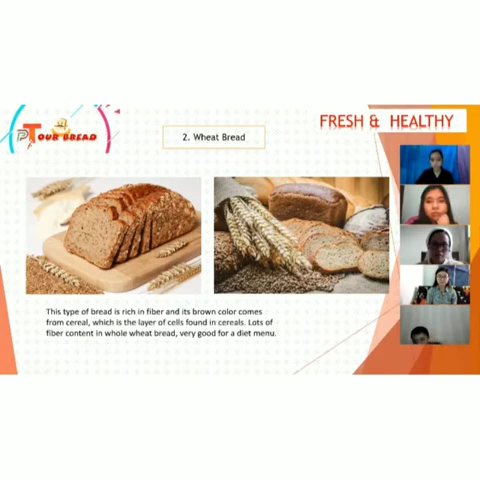 PTOUR BREAD
FRESH & HEALTHY
2. Wheat Bread
This type of bread is rich in fiber and its brown color comes
from cereal, which is the layer of cells found in cereals. Lots of
fiber content in whole wheat bread, very good for a diet menu.